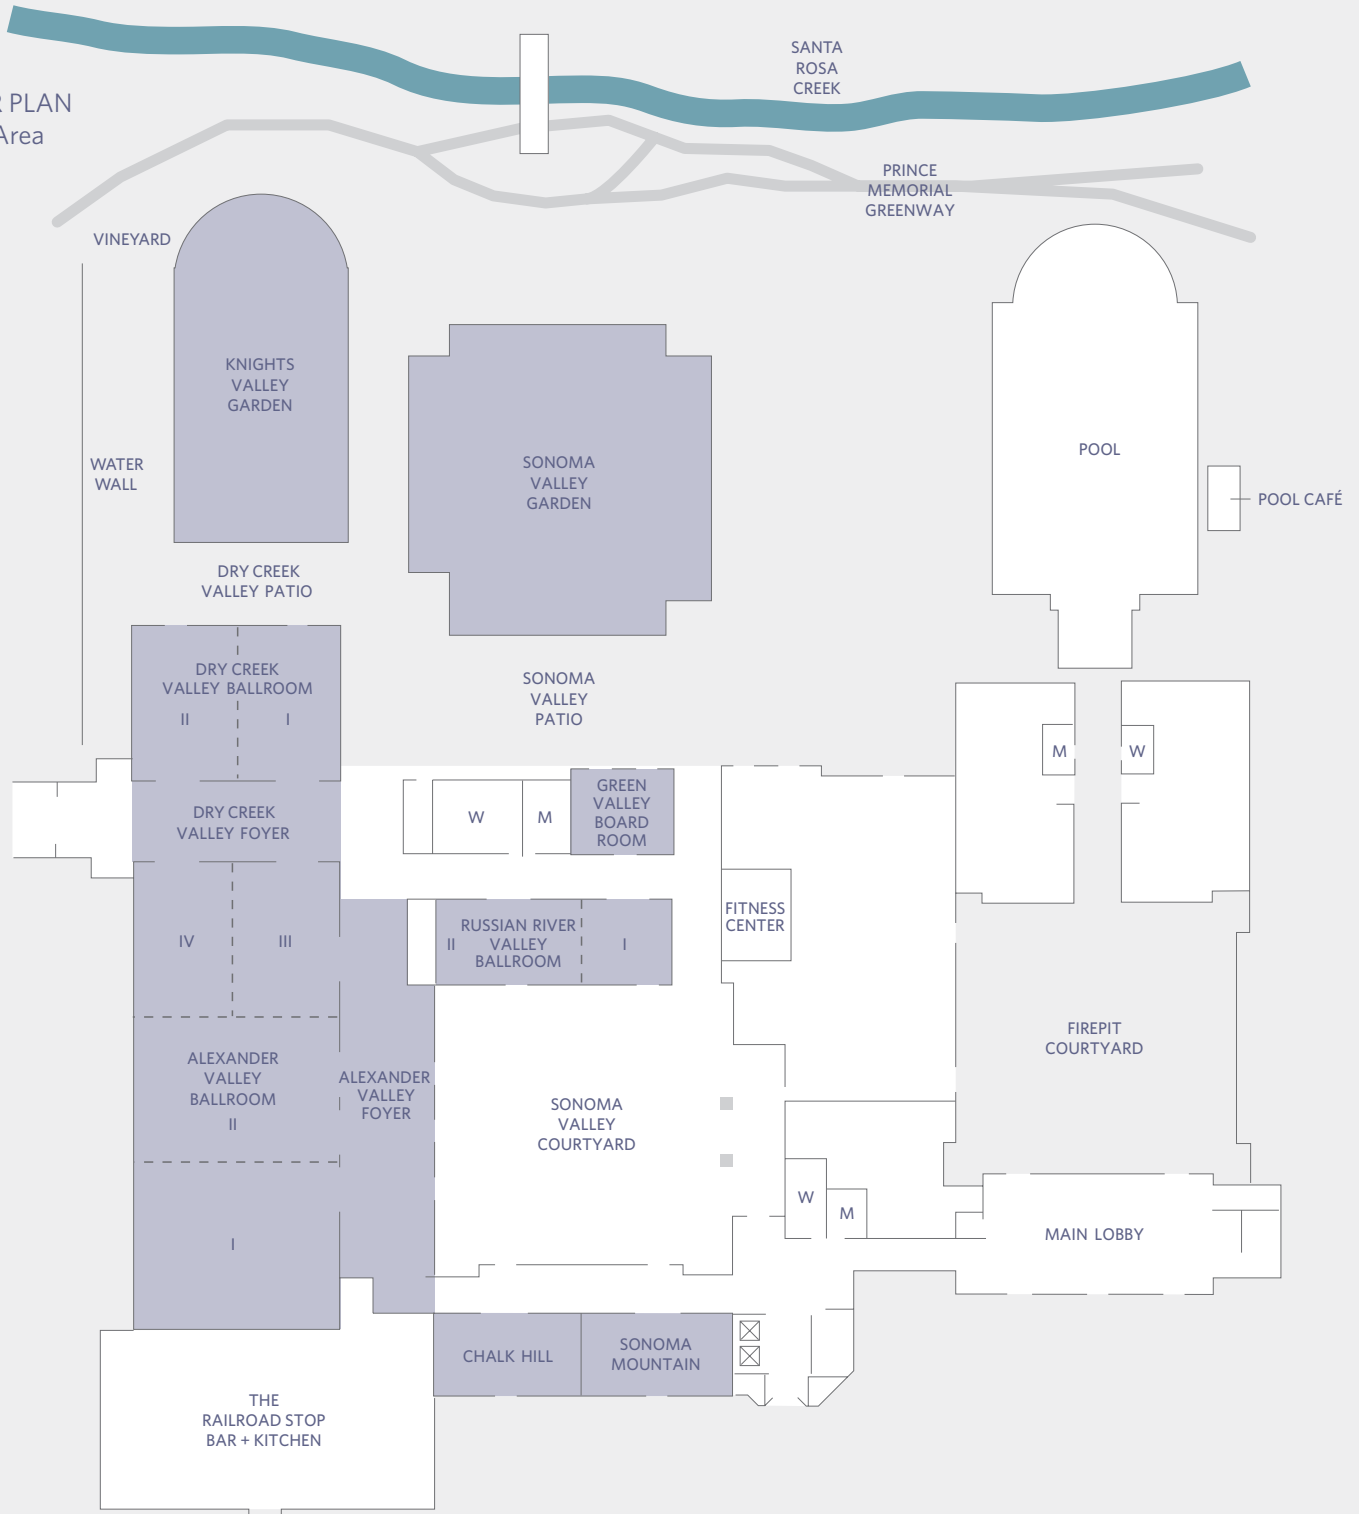 SANTA
ROSA
CREEK
PLAN
Area
PRINCE
MEMORIAL
GREENWAY
VINEYARD
KNIGHTS
VALLEY
GARDEN
WATER
WALL
SONOMA
VALLEY
GARDEN
POOL
POOL CAFÉ
DRY CREEK
VALLEY PATIO
DRY CREEK
VALLEY BALLROOM
II I
SONOMA
VALLEY
PATIO
M W
DRY CREEK
VALLEY FOYER
W M
GREEN
VALLEY
BOARD
ROOM
IV III
RUSSIAN RIVER
VALLEY
BALLROOM
II I
FITNESS
CENTER
FIREPIT
COURTYARD
ALEXANDER
VALLEY
BALLROOM
II
ALEXANDER
VALLEY
FOYER
SONOMA
VALLEY
COURTYARD
W
M
I
MAIN LOBBY
CHALK HILL
SONOMA
MOUNTAIN
THE
RAILROAD STOP
BAR + KITCHEN